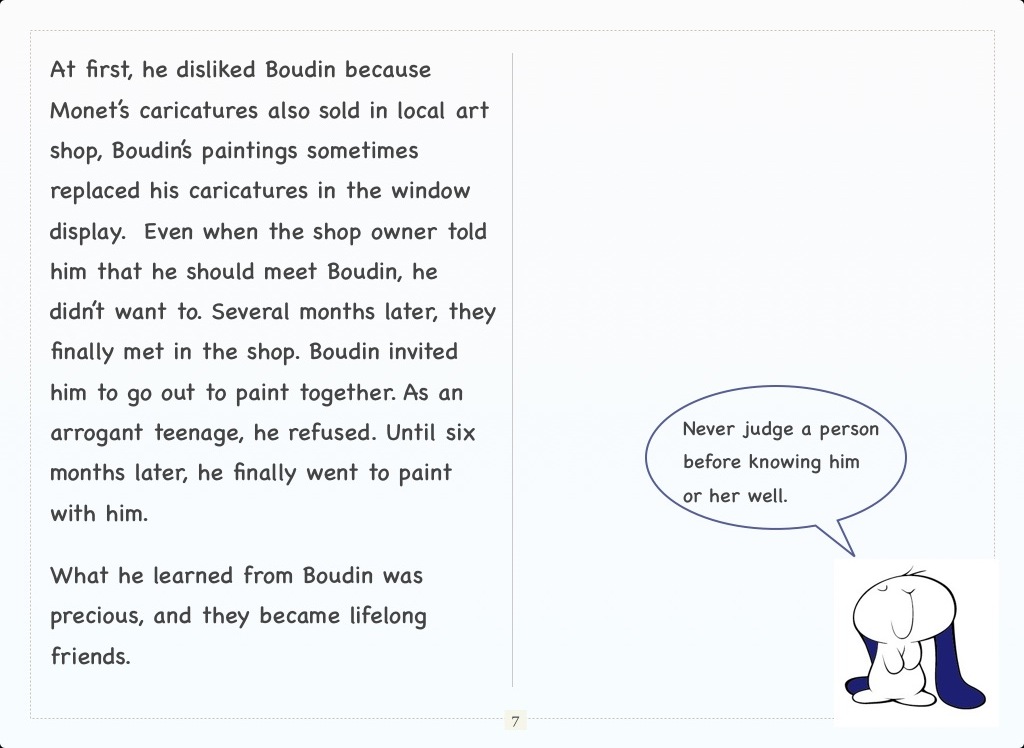 At first, he disliked Boudin because
Monet's caricatures also sold in local art
shop, Boudin's paintings sometimes
replaced his caricatures in the window
display.  Even when the shop owner told
him that he should meet Boudin, he
didn't want to. Several months later, they
finally met in the shop. Boudin invited
him to go out to paint together. As an
arrogant teenage, he refused. Until six
months later, he finally went to paint
with him.
What he learned from Boudin was
precious, and they became lifelong
friends.
Never judge a person
before knowing him
or her well.
7